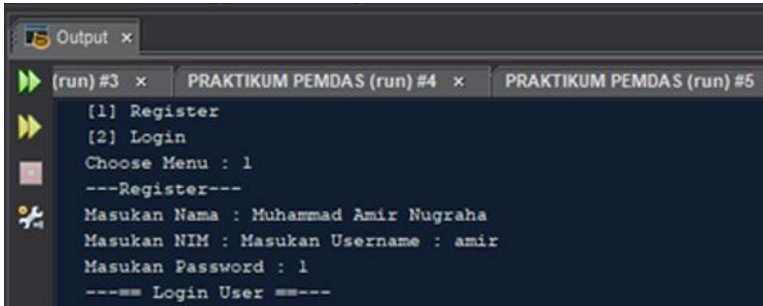 Output ×
(run) #3 × PRAKTIKUM PEMDAS (run) #4 × PRAKTIKUM PEMDAS (run) #5
[1] Register
[2] Login
Choose Menu : 1
---Register---
Masukan Nama : Muhammad Amir Nugraha
Masukan NIM : Masukan Username : amir
Masukan Password : 1
---== Login User ==---